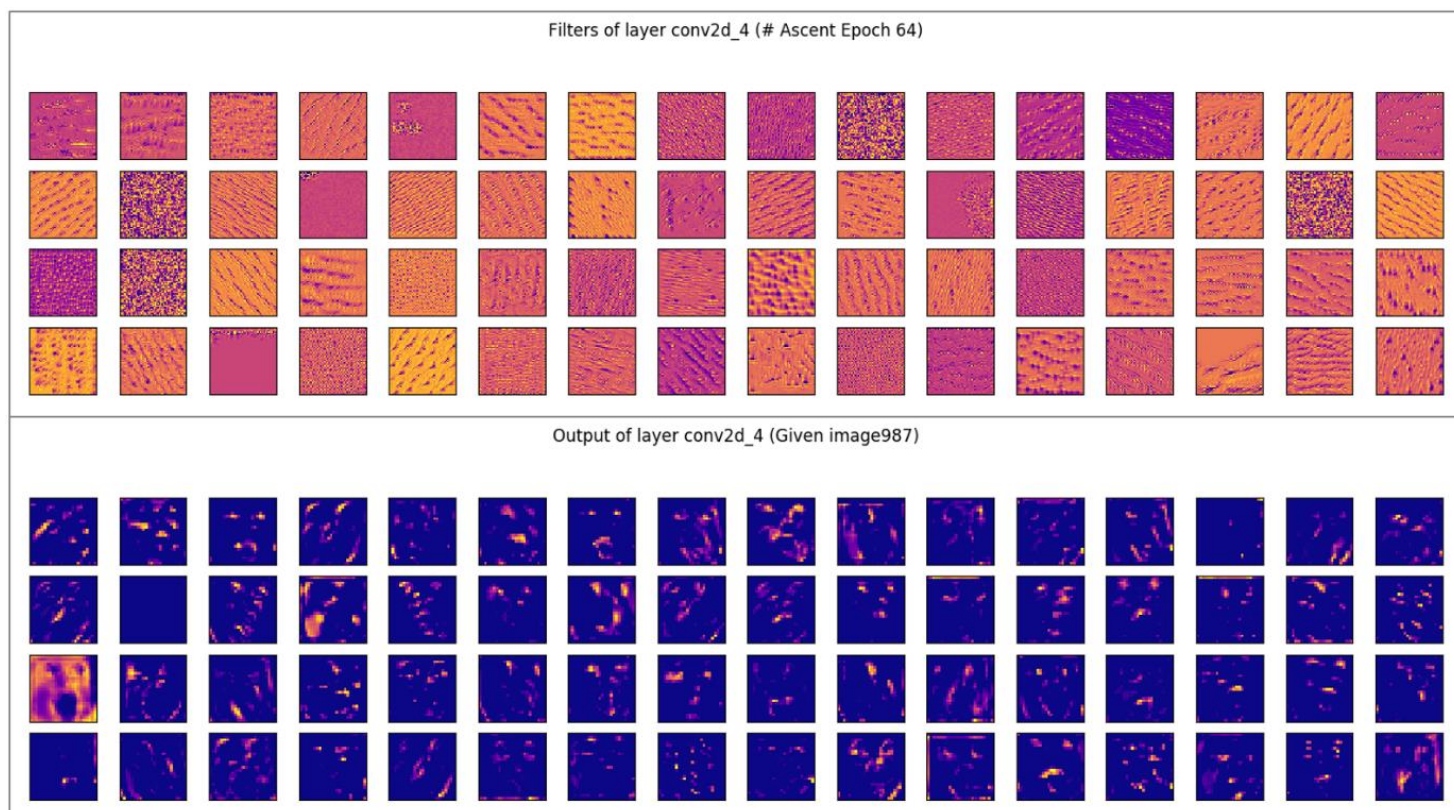 Filters of layer conv2d_4 (# Ascent Epoch 64)
Output of layer conv2d_4 (Given image987)